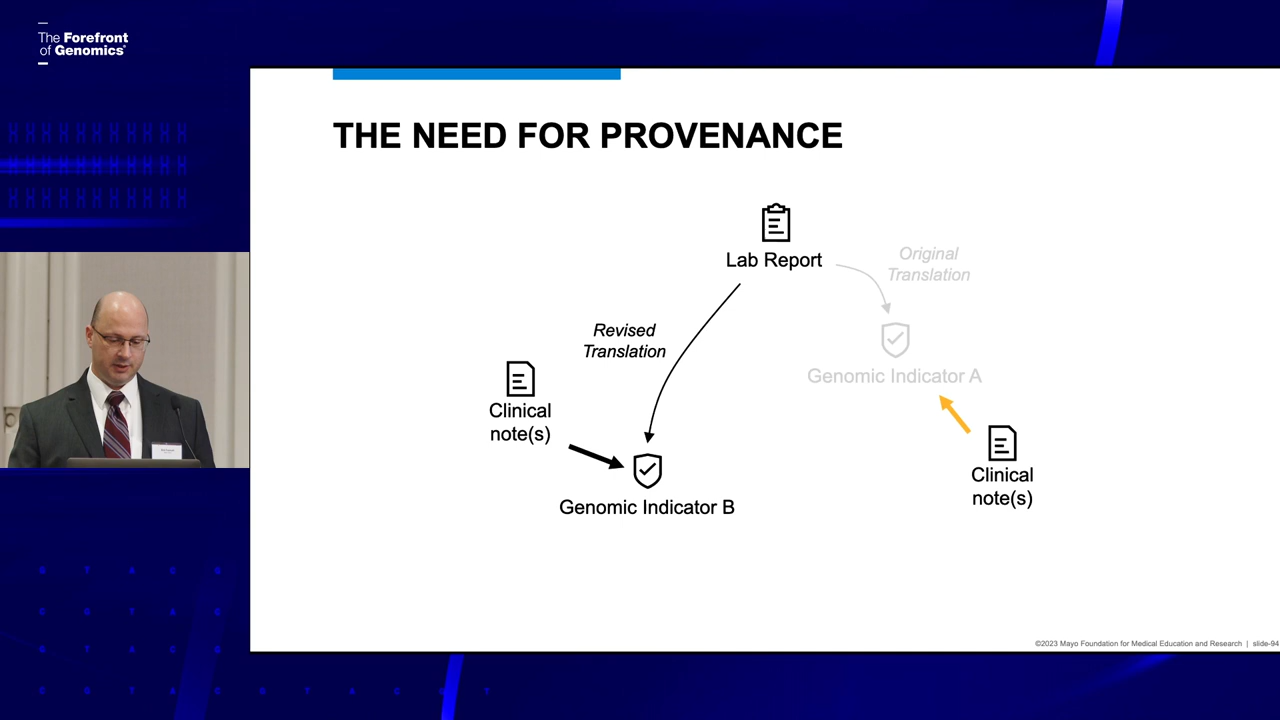 The Forefront
of Genomics®
THE NEED FOR PROVENANCE
Lab Report
Original
Translation
Revised
Translation
Genomic Indicator A
Clinical
note(s)
Clinical
note(s)
Genomic Indicator B
©2023 Mayo Foundation for Medical Education and Research | slide-94